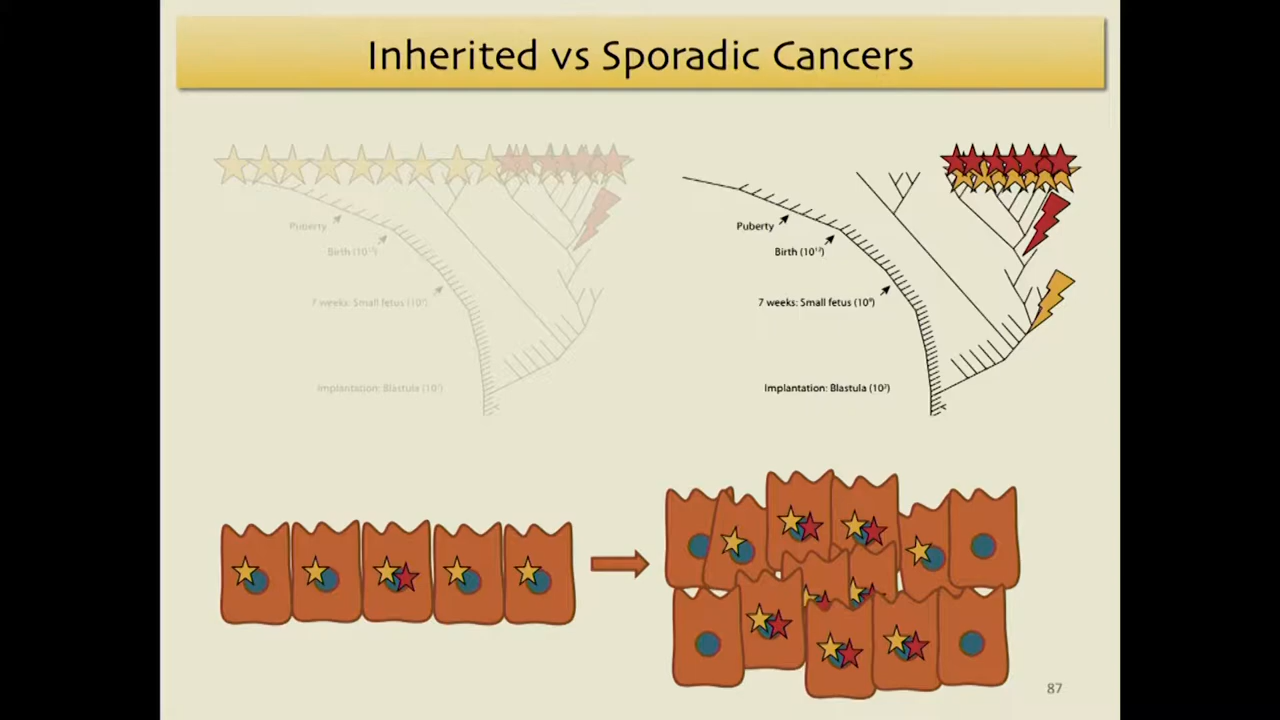 Inherited vs Sporadic Cancers
Puberty
Birth (10¹³)
7 weeks: Small fetus (10⁹)
Implantation: Blastula (10²)
Puberty
Birth (10¹²)
7 weeks: Small fetus (10⁹)
Implantation: Blastula (10²)
87